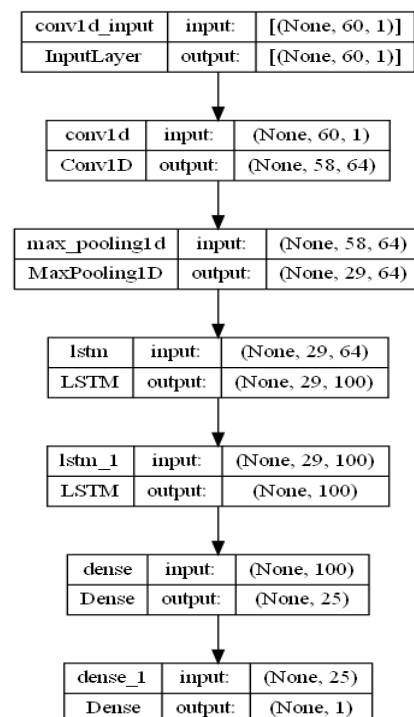 conv1d_input input: [(None, 60, 1)]
InputLayer output: [(None, 60, 1)]
conv1d input: (None, 60, 1)
Conv1D output: (None, 58, 64)
max_pooling1d input: (None, 58, 64)
MaxPooling1D output: (None, 29, 64)
lstm input: (None, 29, 64)
LSTM output: (None, 29, 100)
lstm_1 input: (None, 29, 100)
LSTM output: (None, 100)
dense input: (None, 100)
Dense output: (None, 25)
dense_1 input: (None, 25)
Dense output: (None, 1)